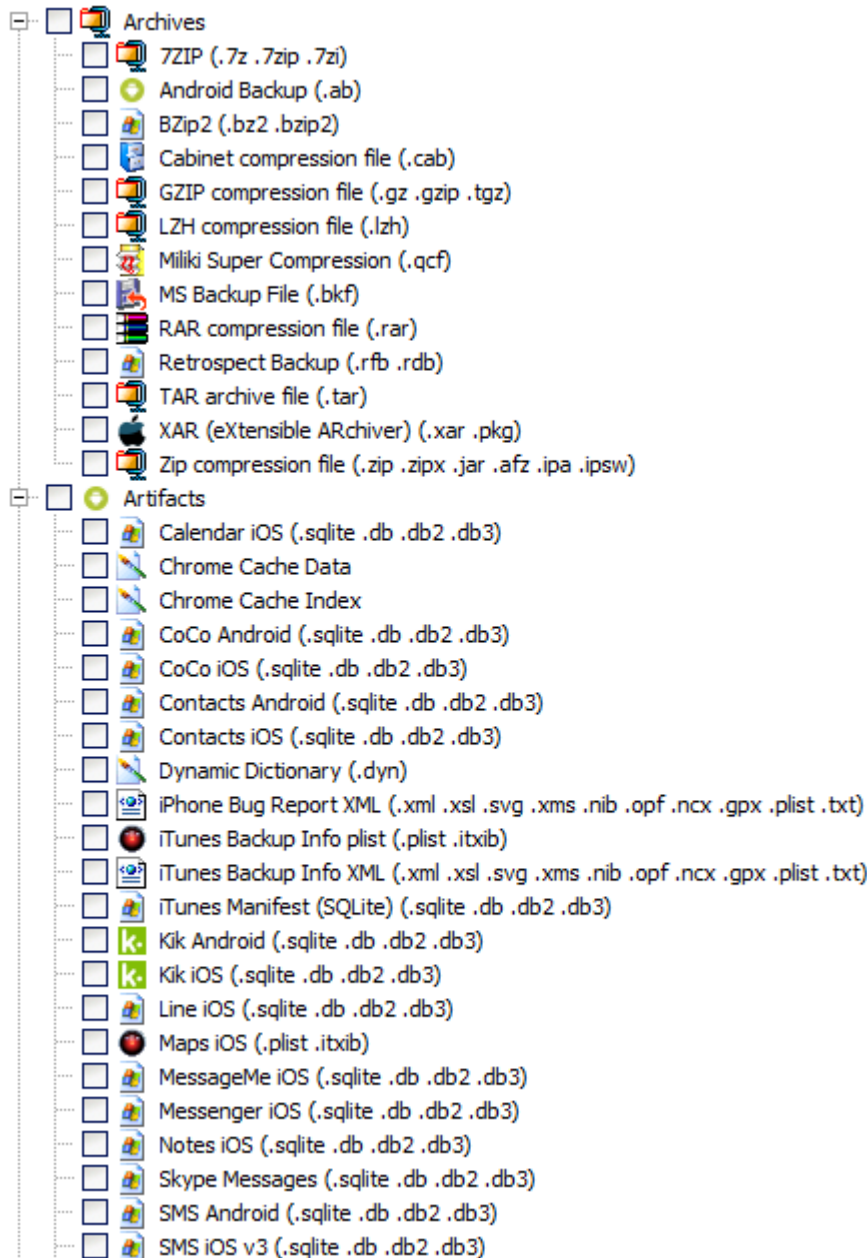 Archives
7ZIP (.7z .7zip .7zi)
Android Backup (.ab)
BZip2 (.bz2 .bzip2)
Cabinet compression file (.cab)
GZIP compression file (.gz .gzip .tgz)
LZH compression file (.lzh)
Miliki Super Compression (.qcf)
MS Backup File (.bkf)
RAR compression file (.rar)
Retrospect Backup (.rfb .rdb)
TAR archive file (.tar)
XAR (eXtensible ARchiver) (.xar .pkg)
Zip compression file (.zip .zipx .jar .afz .ipa .ipsw)
Artifacts
Calendar iOS (.sqlite .db .db2 .db3)
Chrome Cache Data
Chrome Cache Index
CoCo Android (.sqlite .db .db2 .db3)
CoCo iOS (.sqlite .db .db2 .db3)
Contacts Android (.sqlite .db .db2 .db3)
Contacts iOS (.sqlite .db .db2 .db3)
Dynamic Dictionary (.dyn)
iPhone Bug Report XML (.xml .xsl .svg .xms .nib .opf .ncx .gpx .plist .txt)
iTunes Backup Info plist (.plist .itxib)
iTunes Backup Info XML (.xml .xsl .svg .xms .nib .opf .ncx .gpx .plist .txt)
iTunes Manifest (SQLite) (.sqlite .db .db2 .db3)
k. Kik Android (.sqlite .db .db2 .db3)
k. Kik iOS (.sqlite .db .db2 .db3)
Line iOS (.sqlite .db .db2 .db3)
Maps iOS (.plist .itxib)
MessageMe iOS (.sqlite .db .db2 .db3)
Messenger iOS (.sqlite .db .db2 .db3)
Notes iOS (.sqlite .db .db2 .db3)
Skype Messages (.sqlite .db .db2 .db3)
SMS Android (.sqlite .db .db2 .db3)
SMS iOS v3 (.sqlite .db .db2 .db3)